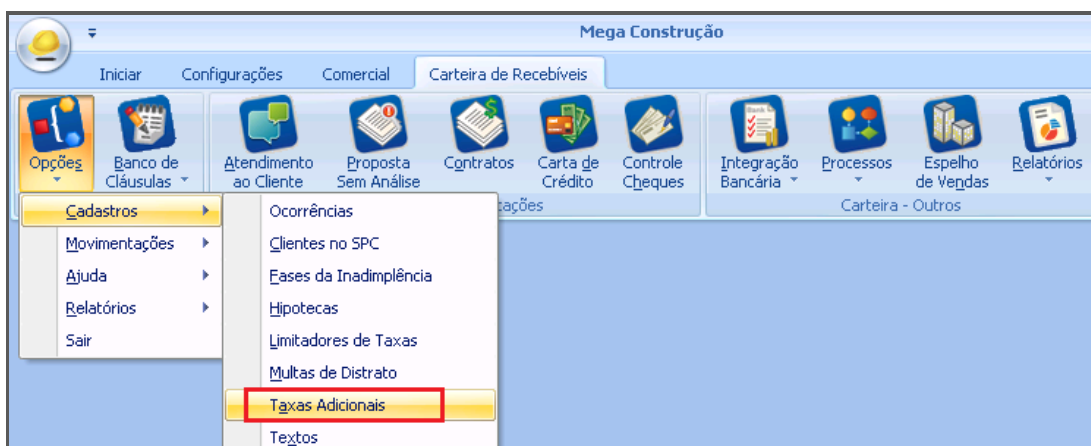 Mega Construção
Iniciar Configurações Comercial Carteira de Recebíveis
Opções Banco de Cláusulas Atendimento ao Cliente Proposta Sem Análise Contratos Carta de Crédito Controle Cheques Integração Bancária Processos Espelho de Vendas Relatórios
Carteira - Outros
Cadastros
Movimentações
Ajuda
Relatórios
Sair
Ocorrências
Clientes no SPC
Fases da Inadimplência
Hipotecas
Limitadores de Taxas
Multas de Distrato
Taxas Adicionais
Textos